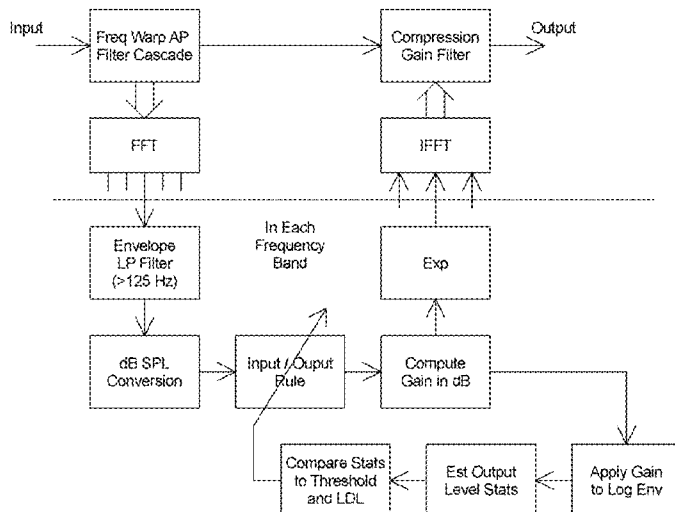 Input
Freq Warp AP
Filter Cascade
Compression
Gain Filter
Output
FFT
IFFT
Envelope
LP Filter
(>125 Hz)
In Each
Frequency
Band
Exp
dB SPL
Conversion
Input / Ouput
Rule
Compute
Gain in dB
Compare Stats
to Threshold
and LDL
Est Output
Level Stats
Apply Gain
to Log Env